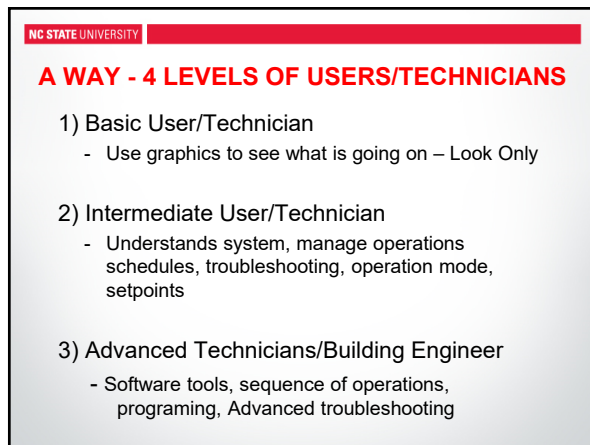 NC STATE UNIVERSITY
A WAY - 4 LEVELS OF USERS/TECHNICIANS
1) Basic User/Technician
- Use graphics to see what is going on – Look Only
2) Intermediate User/Technician
- Understands system, manage operations
schedules, troubleshooting, operation mode,
setpoints
3) Advanced Technicians/Building Engineer
- Software tools, sequence of operations,
programing, Advanced troubleshooting